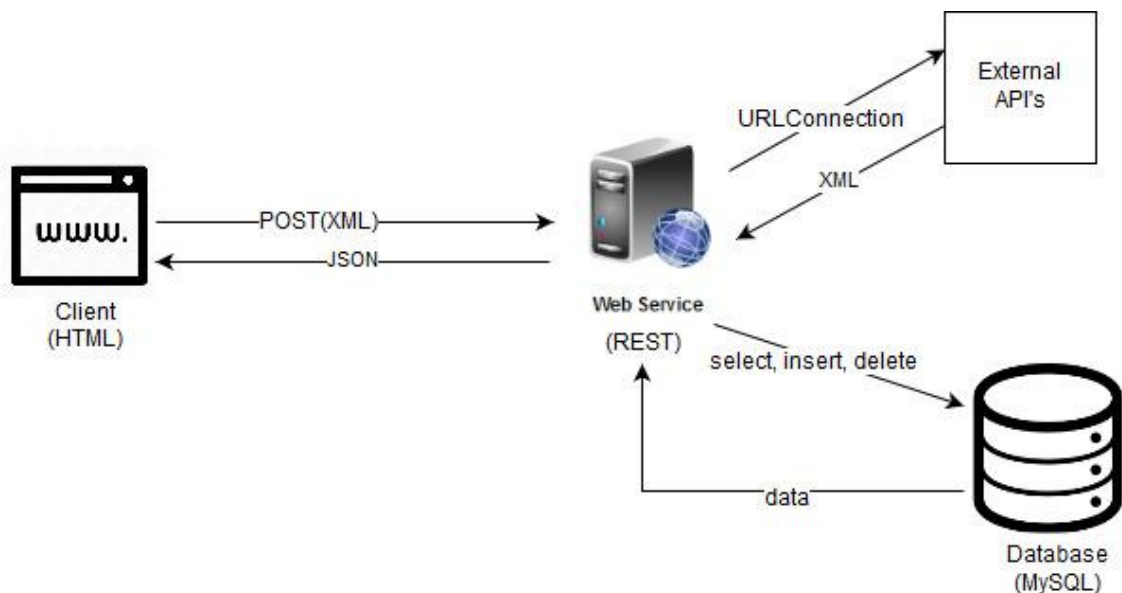 External
API's
URLConnection
XML
www.
POST(XML)
JSON
Client
(HTML)
Web Service
(REST)
select, insert, delete
data
Database
(MySQL)